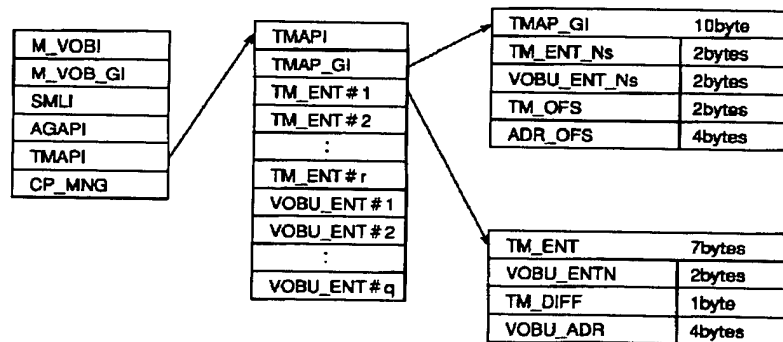 M_VOBI
M_VOB_GI
SMLI
AGAPI
TMAPI
CP_MNG
TMAPI
TMAP_GI
TM_ENT#1
TM_ENT#2
:
TM_ENT#r
VOBU_ENT#1
VOBU_ENT#2
:
VOBU_ENT#q
TMAP_GI 10byte
TM_ENT_Ns 2bytes
VOBU_ENT_Ns 2bytes
TM_OFS 2bytes
ADR_OFS 4bytes
TM_ENT 7bytes
VOBU_ENTN 2bytes
TM_DIFF 1byte
VOBU_ADR 4bytes